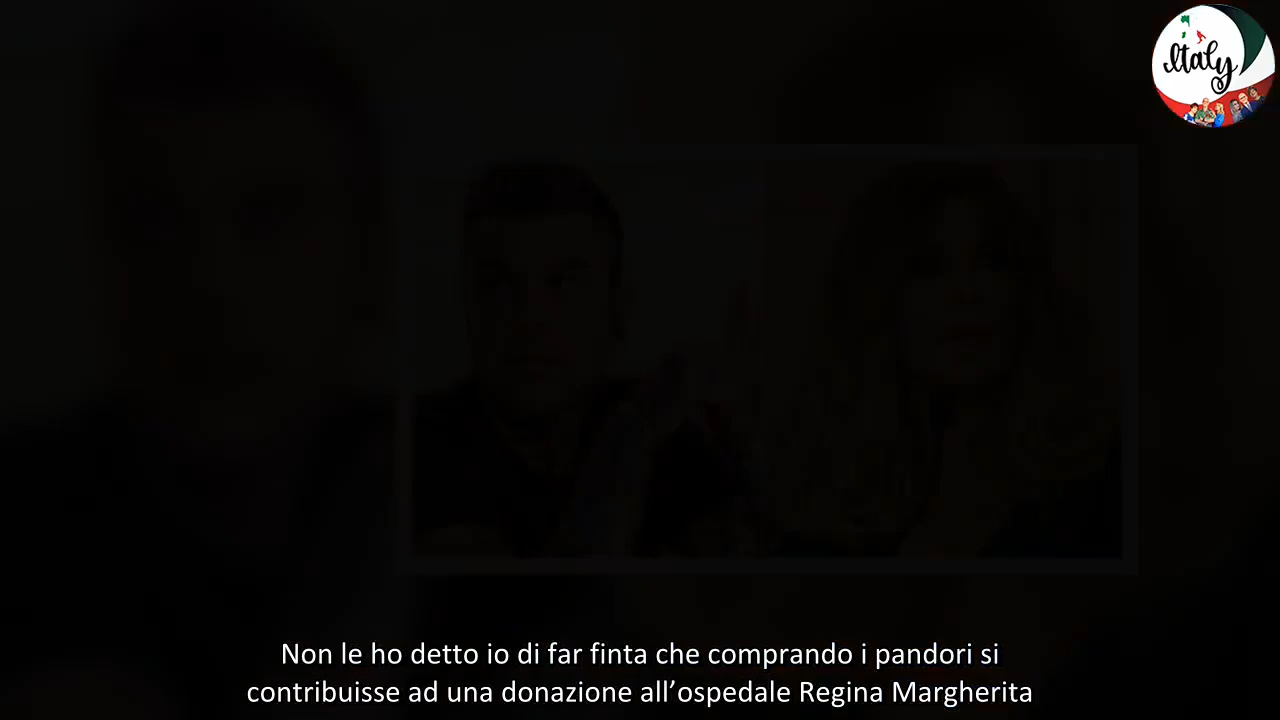 Italy
Non le ho detto io di far finta che comprando i pandori si
contribuisse ad una donazione all’ospedale Regina Margherita